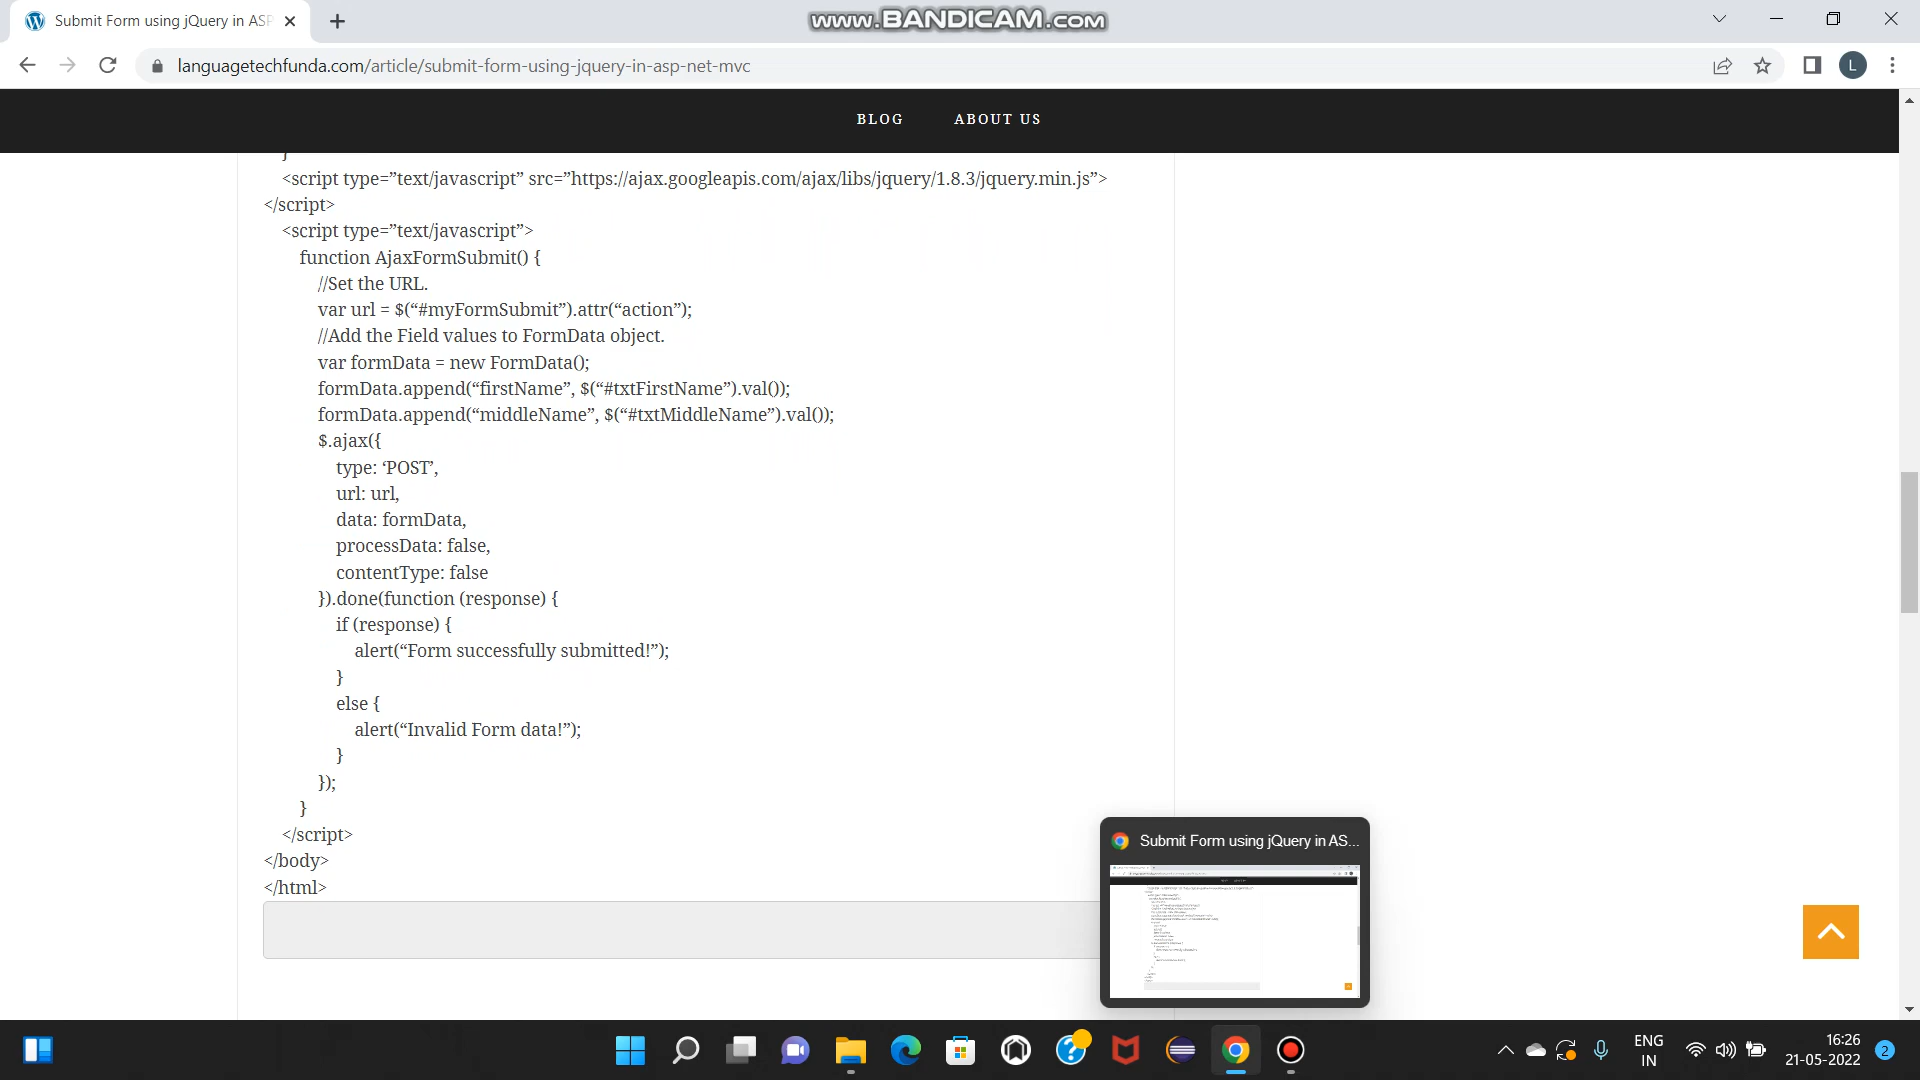 Submit Form using jQuery in ASP
www.BANDICAM.com
languagetechfunda.com/article/submit-form-using-jquery-in-asp-net-mvc
L
BLOG
ABOUT US
}
<script type=”text/javascript” src=”https://ajax.googleapis.com/ajax/libs/jquery/1.8.3/jquery.min.js”>
</script>
<script type=”text/javascript”>
function AjaxFormSubmit() {
//Set the URL.
var url = $(“#myFormSubmit”).attr(“action”);
//Add the Field values to FormData object.
var formData = new FormData();
formData.append(“firstName”, $(“#txtFirstName”).val());
formData.append(“middleName”, $(“#txtMiddleName”).val());
$.ajax({
type: ‘POST’,
url: url,
data: formData,
processData: false,
contentType: false
}).done(function (response) {
if (response) {
alert(“Form successfully submitted!”);
}
else {
alert(“Invalid Form data!”);
}
});
}
</script>
</body>
</html>
Submit Form using jQuery in AS...
ENG
IN
16:26
21-05-2022
2